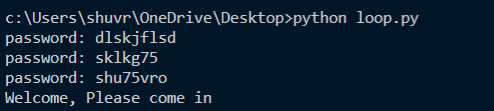 c:\Users\shuvr\OneDrive\Desktop>python loop.py
password: dlskjflsd
password: sklkg75
password: shu75vro
Welcome, Please come in